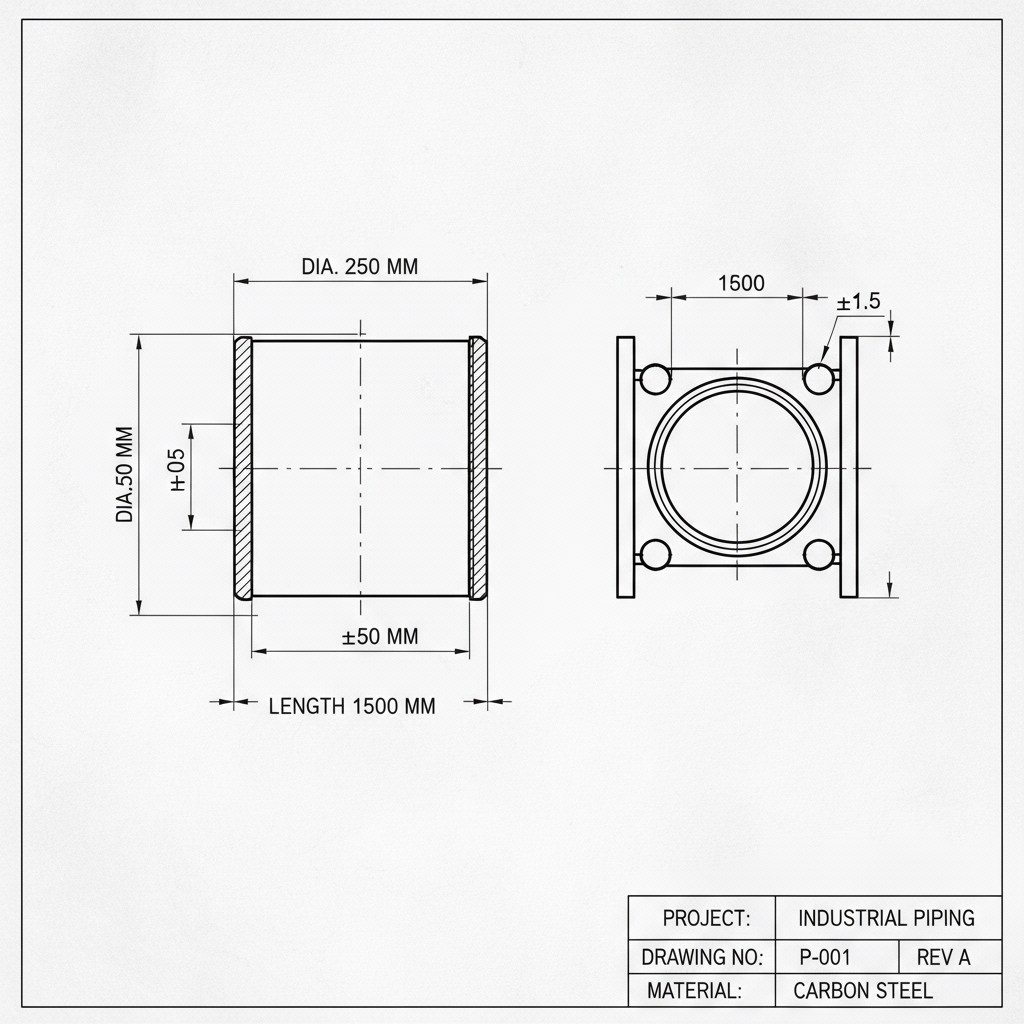 DIA. 250 MM
1500
±1.5
DIA.50 MM
±50 MM
LENGTH 1500 MM
PROJECT: INDUSTRIAL PIPING
DRAWING NO: P-001 REV A
MATERIAL: CARBON STEEL